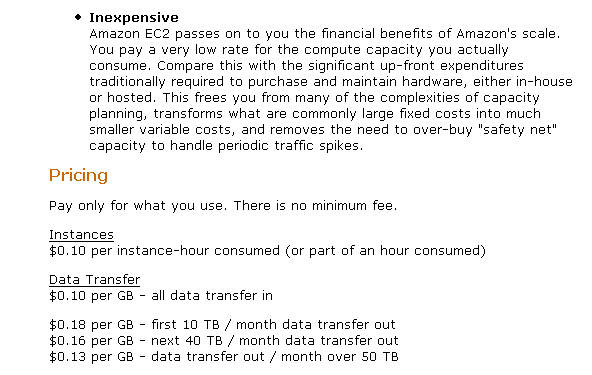 • Inexpensive
Amazon EC2 passes on to you the financial benefits of Amazon's scale.
You pay a very low rate for the compute capacity you actually
consume. Compare this with the significant up-front expenditures
traditionally required to purchase and maintain hardware, either in-house
or hosted. This frees you from many of the complexities of capacity
planning, transforms what are commonly large fixed costs into much
smaller variable costs, and removes the need to over-buy "safety net"
capacity to handle periodic traffic spikes.
Pricing
Pay only for what you use. There is no minimum fee.
Instances
$0.10 per instance-hour consumed (or part of an hour consumed)
Data Transfer
$0.10 per GB - all data transfer in
$0.18 per GB - first 10 TB / month data transfer out
$0.16 per GB - next 40 TB / month data transfer out
$0.13 per GB - data transfer out / month over 50 TB